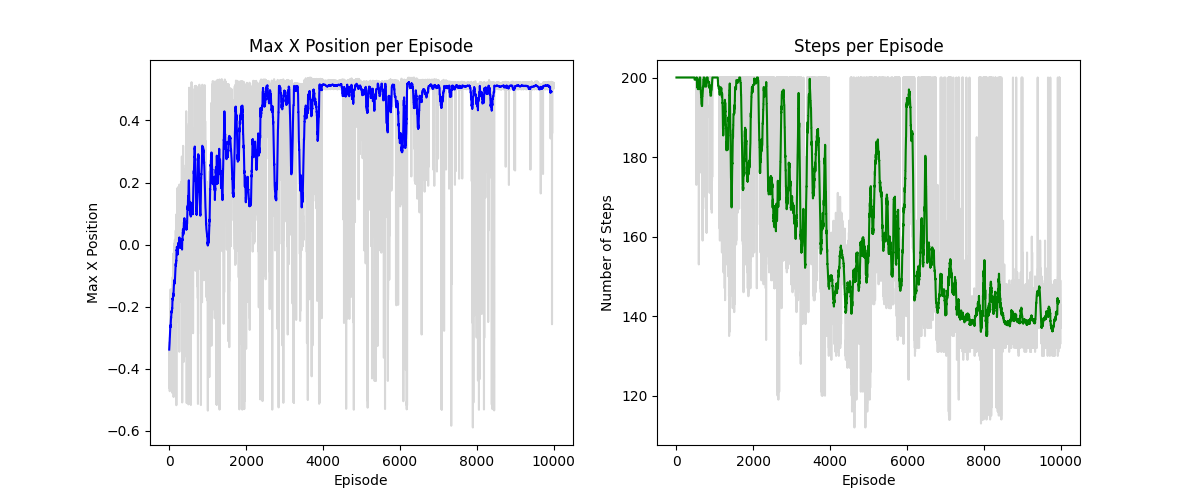 Max X Position per Episode
Max X Position
0.4
0.2
0.0
−0.2
−0.4
−0.6
0 2000 4000 6000 8000 10000
Episode
Steps per Episode
Number of Steps
200
180
160
140
120
0 2000 4000 6000 8000 10000
Episode